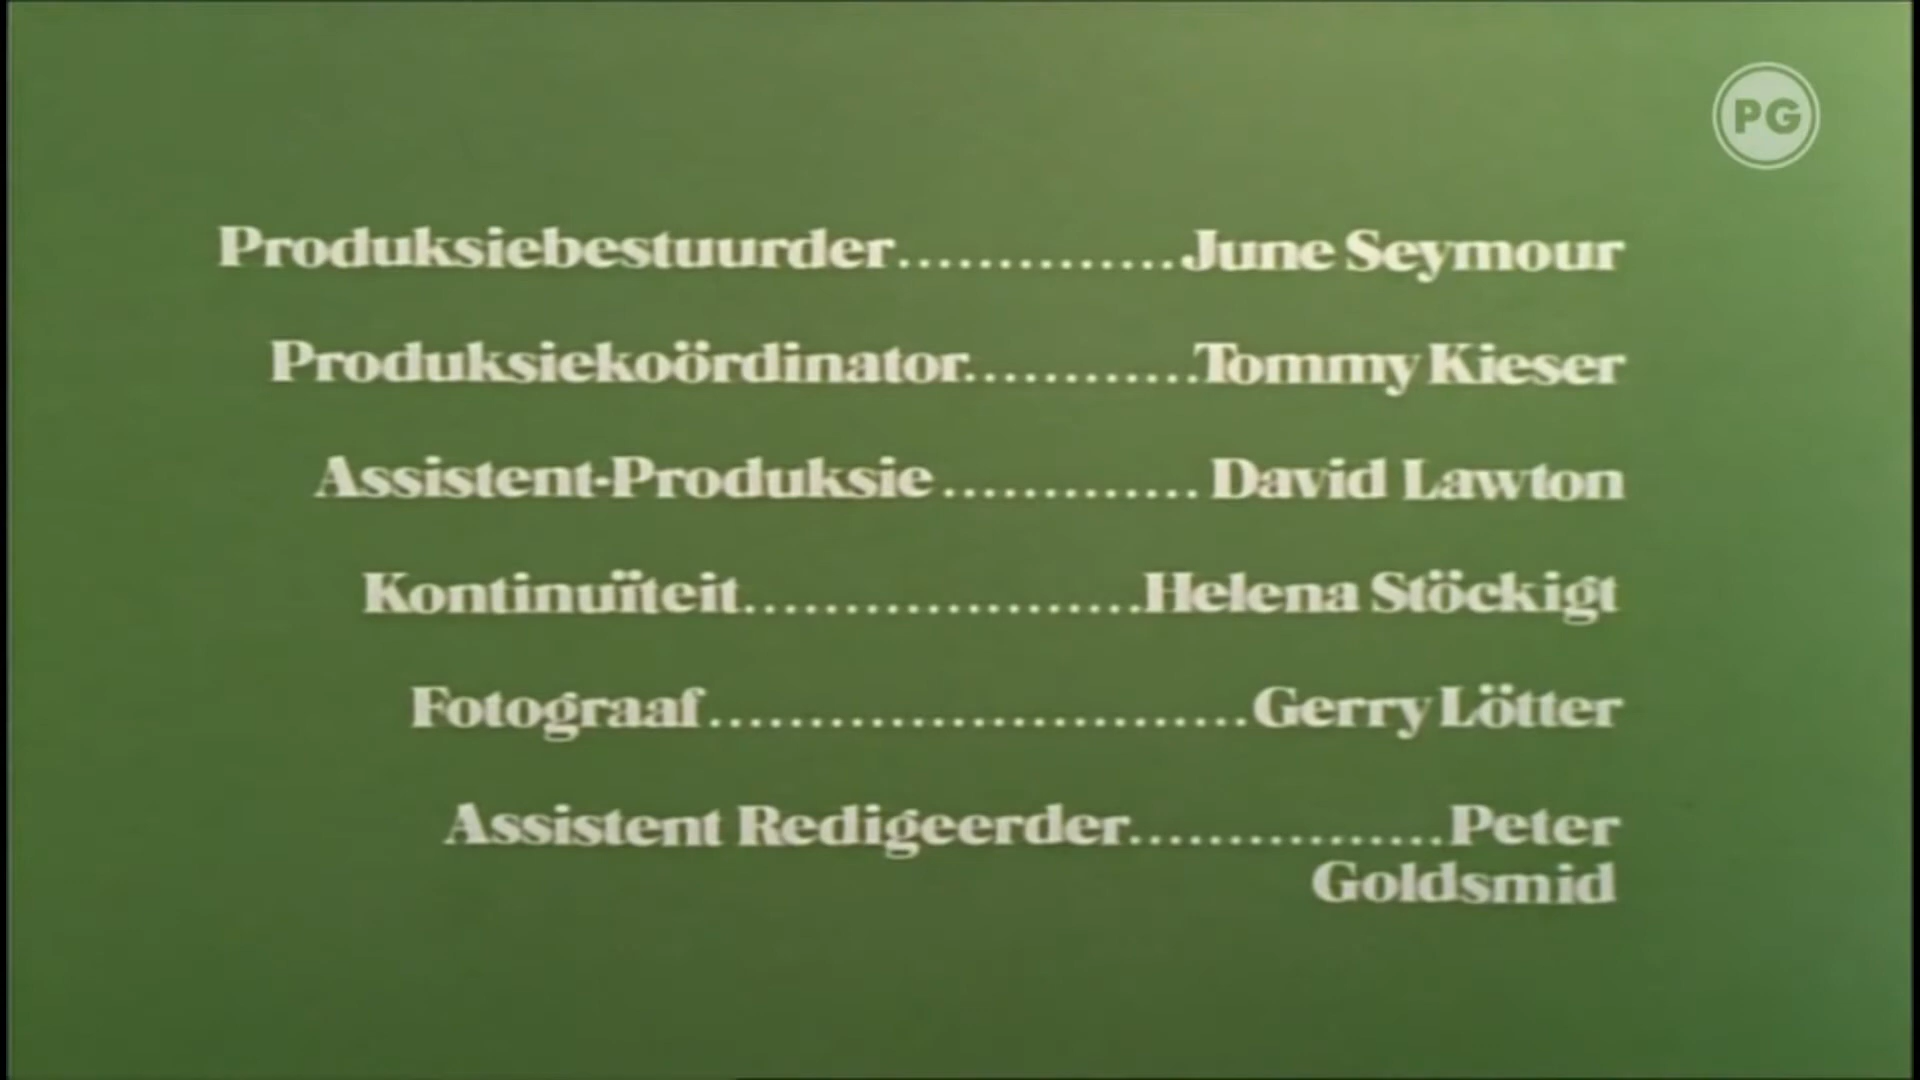 PG
Produksiebestuurder..............June Seymour
Produksiekoördinator............Tommy Kieser
Assistent-Produksie.............David Lawton
Kontinuïteit....................Helena Stöckigt
Fotograaf...........................Gerry Lötter
Assistent Redigeerder................Peter
Goldsmid